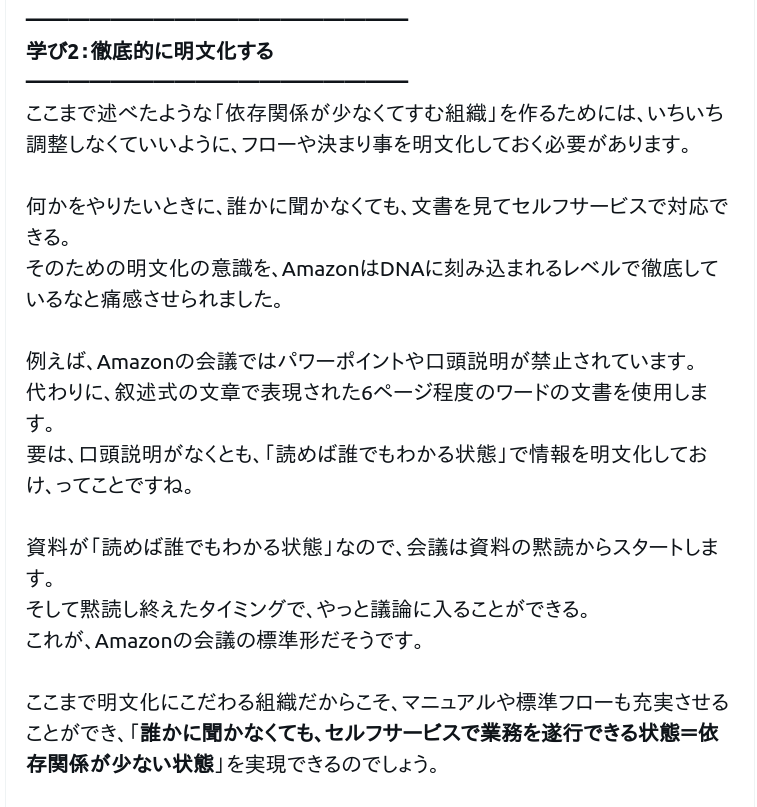 学び2：徹底的に明文化する
ここまで述べたような「依存関係が少なくてすむ組織」を作るためには、いちいち
調整しなくていいように、フローや決まり事を明文化しておく必要があります。
何かをやりたいときに、誰かに聞かなくても、文書を見てセルフサービスで対応で
きる。
そのための明文化の意識を、AmazonはDNAに刻み込まれるレベルで徹底して
いるなと痛感させられました。
例えば、Amazonの会議ではパワーポイントや口頭説明が禁止されています。
代わりに、叙述式の文章で表現された6ページ程度のワードの文書を使用しま
す。
要は、口頭説明がなくとも、「読めば誰でもわかる状態」で情報を明文化してお
け、ってことですね。
資料が「読めば誰でもわかる状態」なので、会議は資料の黙読からスタートしま
す。
そして黙読し終えたタイミングで、やっと議論に入ることができる。
これが、Amazonの会議の標準形だそうです。
ここまで明文化にこだわる組織だからこそ、マニュアルや標準フローも充実させる
ことができ、「誰かに聞かなくても、セルフサービスで業務を遂行できる状態＝依
存関係が少ない状態」を実現できるのでしょう。